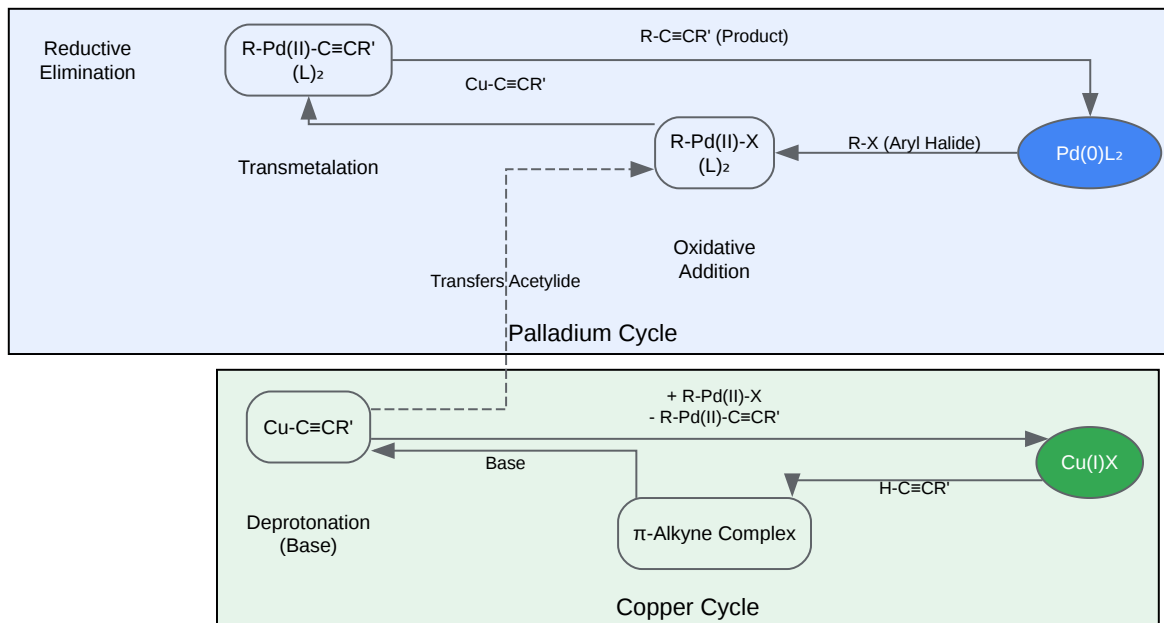 Reductive
Elimination
R-Pd(II)-C≡CR'
(L)₂
R-C≡CR' (Product)
Cu-C≡CR'
Transmetalation
R-Pd(II)-X
(L)₂
R-X (Aryl Halide)
Pd(0)L₂
Oxidative
Addition
Transfers Acetylide
Palladium Cycle
Cu-C≡CR'
+ R-Pd(II)-X
- R-Pd(II)-C≡CR'
Cu(I)X
Base
H-C≡CR'
Deprotonation
(Base)
π-Alkyne Complex
Copper Cycle